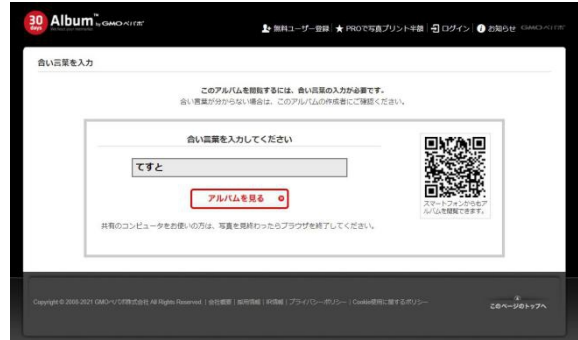 30 days Album™ by GMOペパボ
無料ユーザー登録 ★ PROで写真プリント半額 ログイン お知らせ GMOペパボ
合い言葉を入力
このアルバムを閲覧するには、合い言葉の入力が必要です。
合い言葉が分からない場合は、このアルバムの作成者にご確認ください。
合い言葉を入力してください
てすと
アルバムを見る
スマートフォンからもア
ルバムを閲覧できます。
共有のコンピュータをお使いの方は、写真を見終わったらブラウザを終了してください。
Copyright © 2008-2021 GMOペパボ株式会社 All Rights Reserved. | 会社概要 | 採用情報 | IR情報 | プライバシーポリシー | Cookie使用に関するポリシー
このページのトップへ